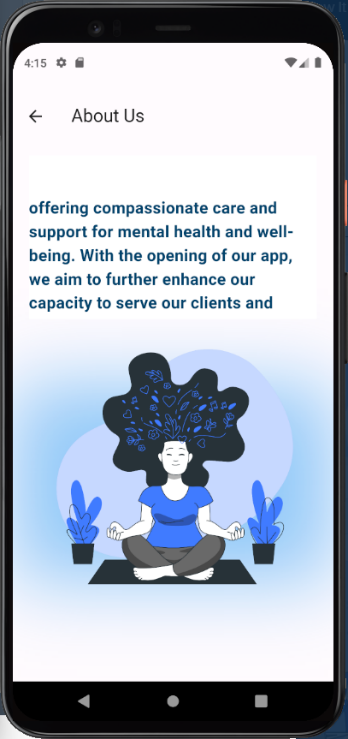 4:15
About Us
offering compassionate care and
support for mental health and well-
being. With the opening of our app,
we aim to further enhance our
capacity to serve our clients and